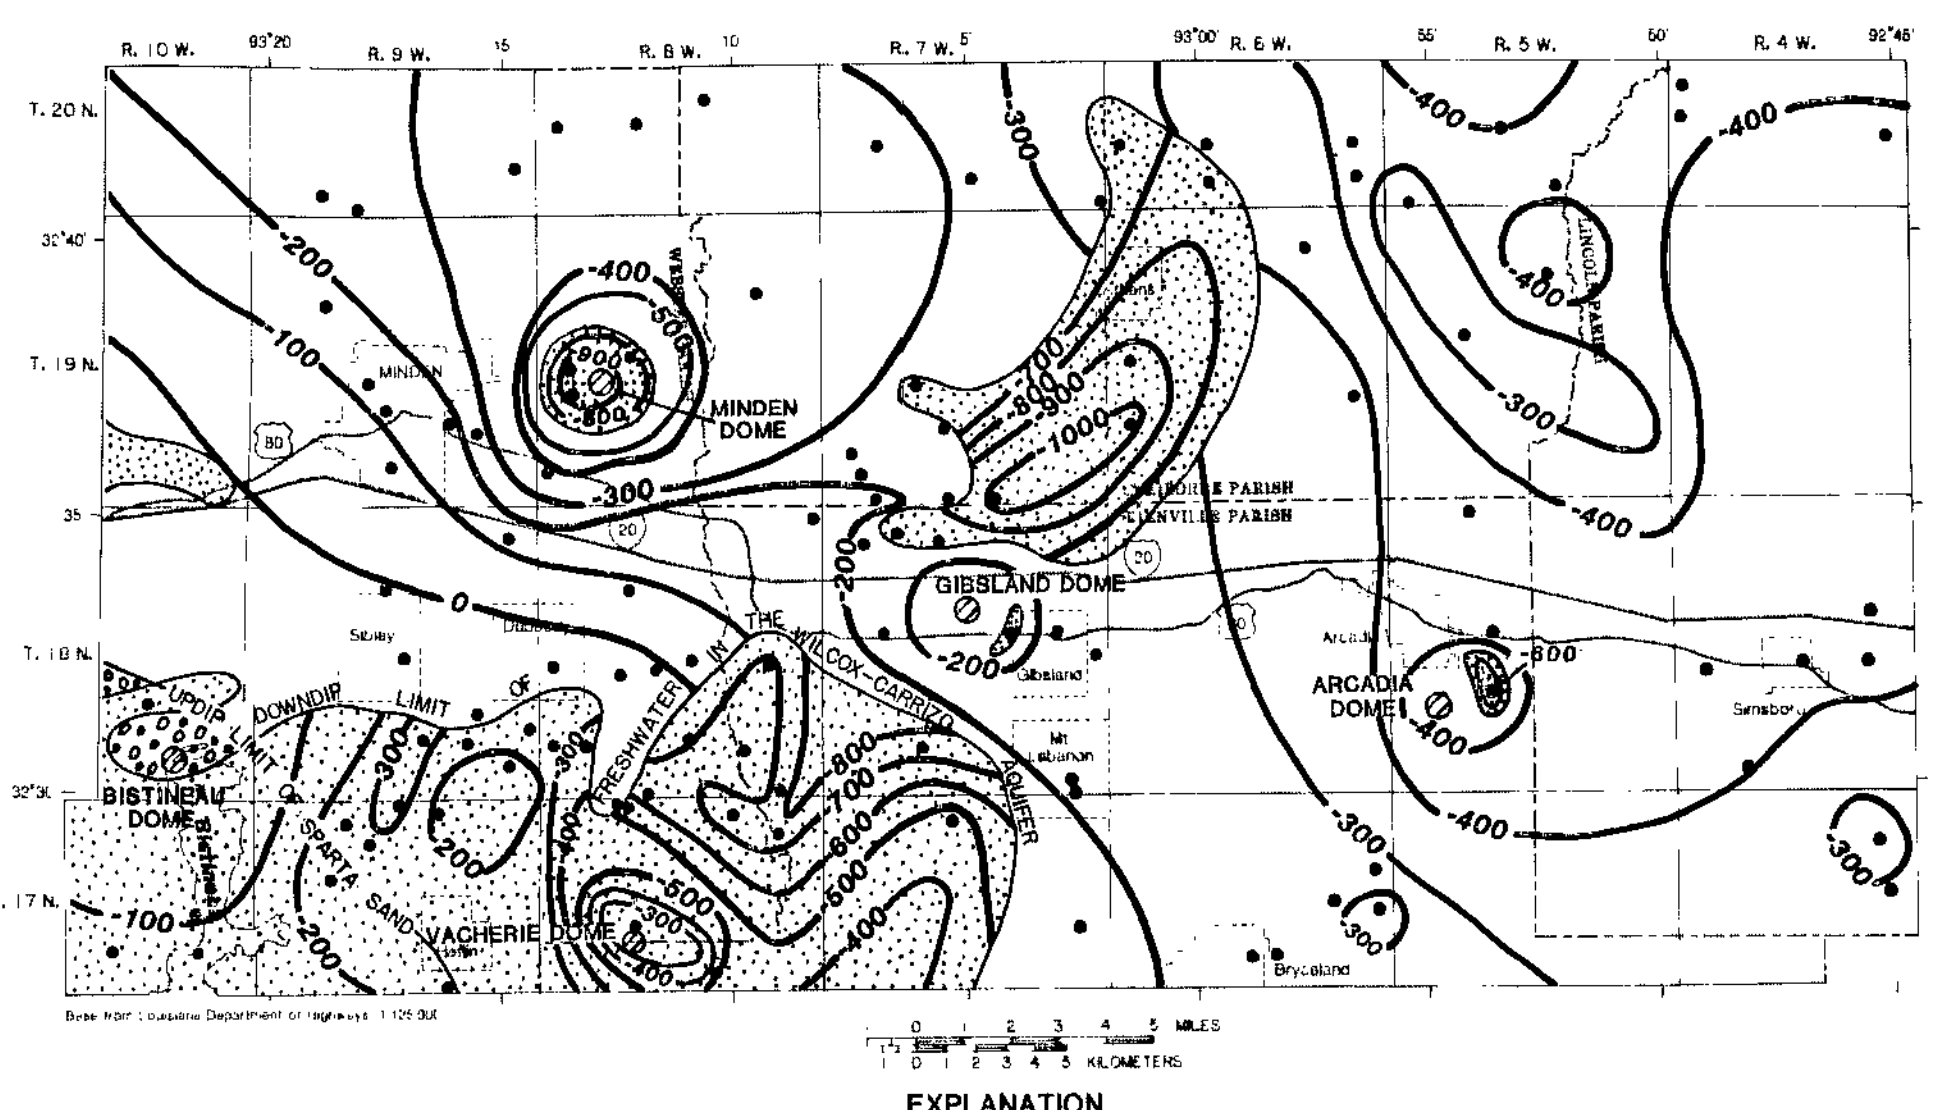 R. 10 W.
93°20'
R. 9 W.
15
R. 8 W.
10
R. 7 W.
5'
93°00'
R. 6 W.
55'
R. 5 W.
50'
R. 4 W.
92°45'
T. 20 N.
-300
-400
-400
32°40'
-200
-400
-500
-400
LINCOLN PARISH
-100
900
T. 19 N.
MINDEN
-700
-800
-900
-300
MINDEN
DOME
-1000
80
-300
CLAIBORNE PARISH
-400
35
20
BIENVILLE PARISH
20
-200
GIBSLAND DOME
0
Sibley
Dubberly
THE WILCOX-CARRIZO
80
Arcadia
T. 18 N.
IN
-200
Gibsland
-600
ARCADIA
DOME
-400
Simsboro
UPDIP
DOWNDIP
LIMIT
OF
FRESHWATER
LIMIT
-300
-300
-800
Mt
Lebanon
AQUIFER
32°30'
BISTINEAU
DOME
OF
-700
-400
-600
-300
-400
-300
SPARTA
-200
-500
-500
T. 17 N.
-100
SAND
-200
VACHERIE DOME
-300
-400
-400
-300
Bryceland
Base from Louisiana Department of Highways 1:125,000
0 1 2 3 4 5 MILES
1 0 1 2 3 4 5 KILOMETERS
EXPLANATION